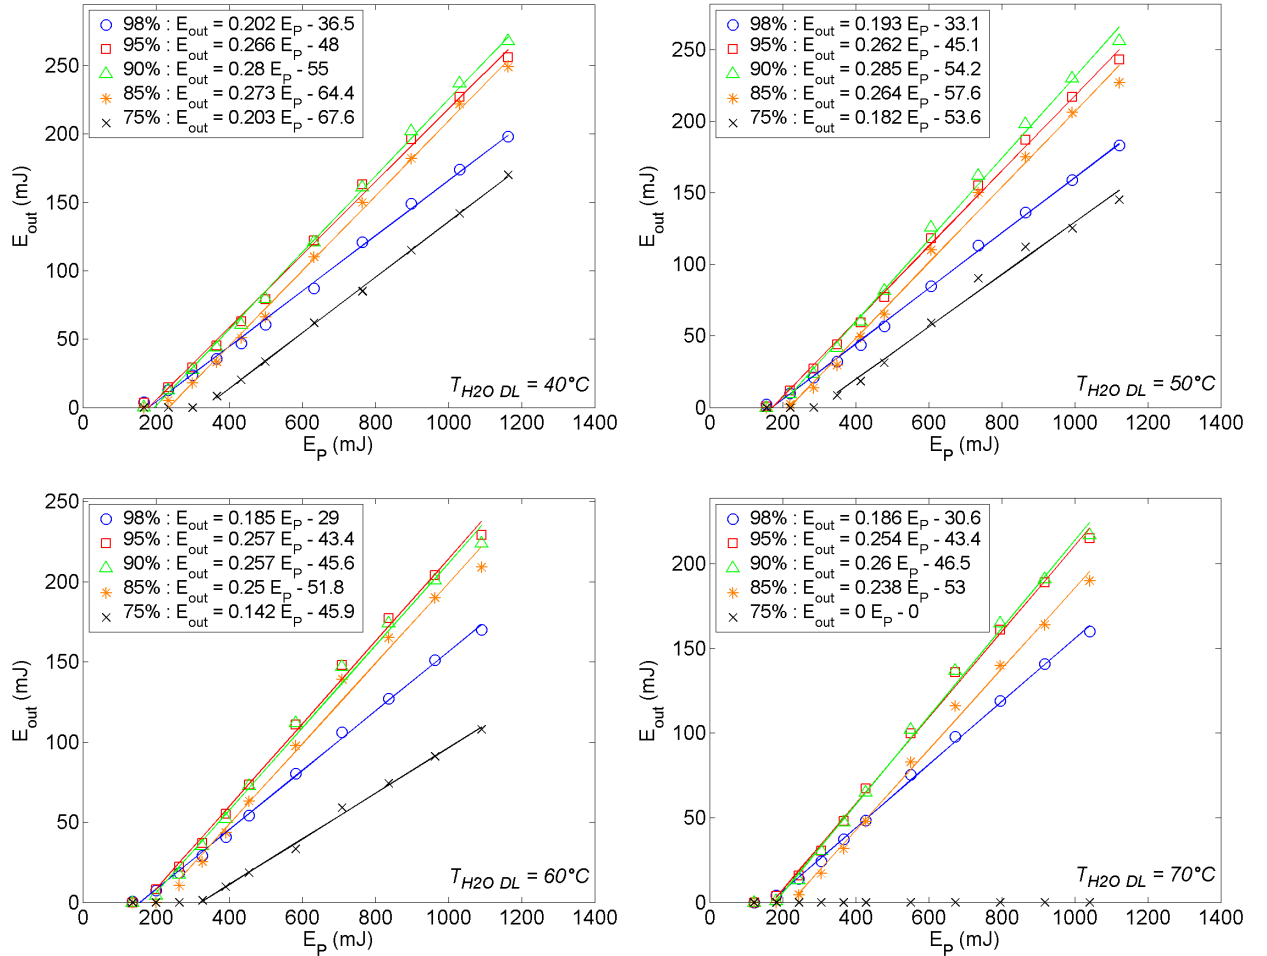 98% : E_out = 0.202 E_P - 36.5
95% : E_out = 0.266 E_P - 48
90% : E_out = 0.28 E_P - 55
85% : E_out = 0.273 E_P - 64.4
75% : E_out = 0.203 E_P - 67.6
250
200
150
100
50
0
E_out (mJ)
T_H2O DL = 40°C
0 200 400 600 800 1000 1200 1400
E_P (mJ)
98% : E_out = 0.193 E_P - 33.1
95% : E_out = 0.262 E_P - 45.1
90% : E_out = 0.285 E_P - 54.2
85% : E_out = 0.264 E_P - 57.6
75% : E_out = 0.182 E_P - 53.6
250
200
150
100
50
0
E_out (mJ)
T_H2O DL = 50°C
0 200 400 600 800 1000 1200 1400
E_P (mJ)
98% : E_out = 0.185 E_P - 29
95% : E_out = 0.257 E_P - 43.4
90% : E_out = 0.257 E_P - 45.6
85% : E_out = 0.25 E_P - 51.8
75% : E_out = 0.142 E_P - 45.9
250
200
150
100
50
0
E_out (mJ)
T_H2O DL = 60°C
0 200 400 600 800 1000 1200 1400
E_P (mJ)
98% : E_out = 0.186 E_P - 30.6
95% : E_out = 0.254 E_P - 43.4
90% : E_out = 0.26 E_P - 46.5
85% : E_out = 0.238 E_P - 53
75% : E_out = 0 E_P - 0
200
150
100
50
0
E_out (mJ)
T_H2O DL = 70°C
0 200 400 600 800 1000 1200 1400
E_P (mJ)